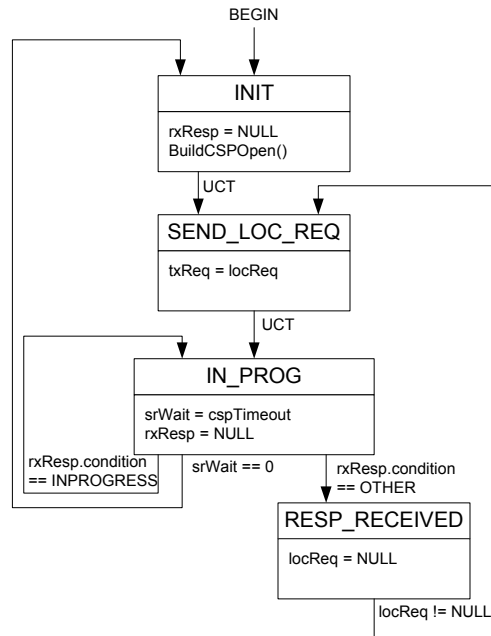 BEGIN
INIT
rxResp = NULL
BuildCSPOpen()
UCT
SEND_LOC_REQ
txReq = locReq
UCT
IN_PROG
srWait = cspTimeout
rxResp = NULL
rxResp.condition
== INPROGRESS
srWait == 0
rxResp.condition
== OTHER
RESP_RECEIVED
locReq = NULL
locReq != NULL